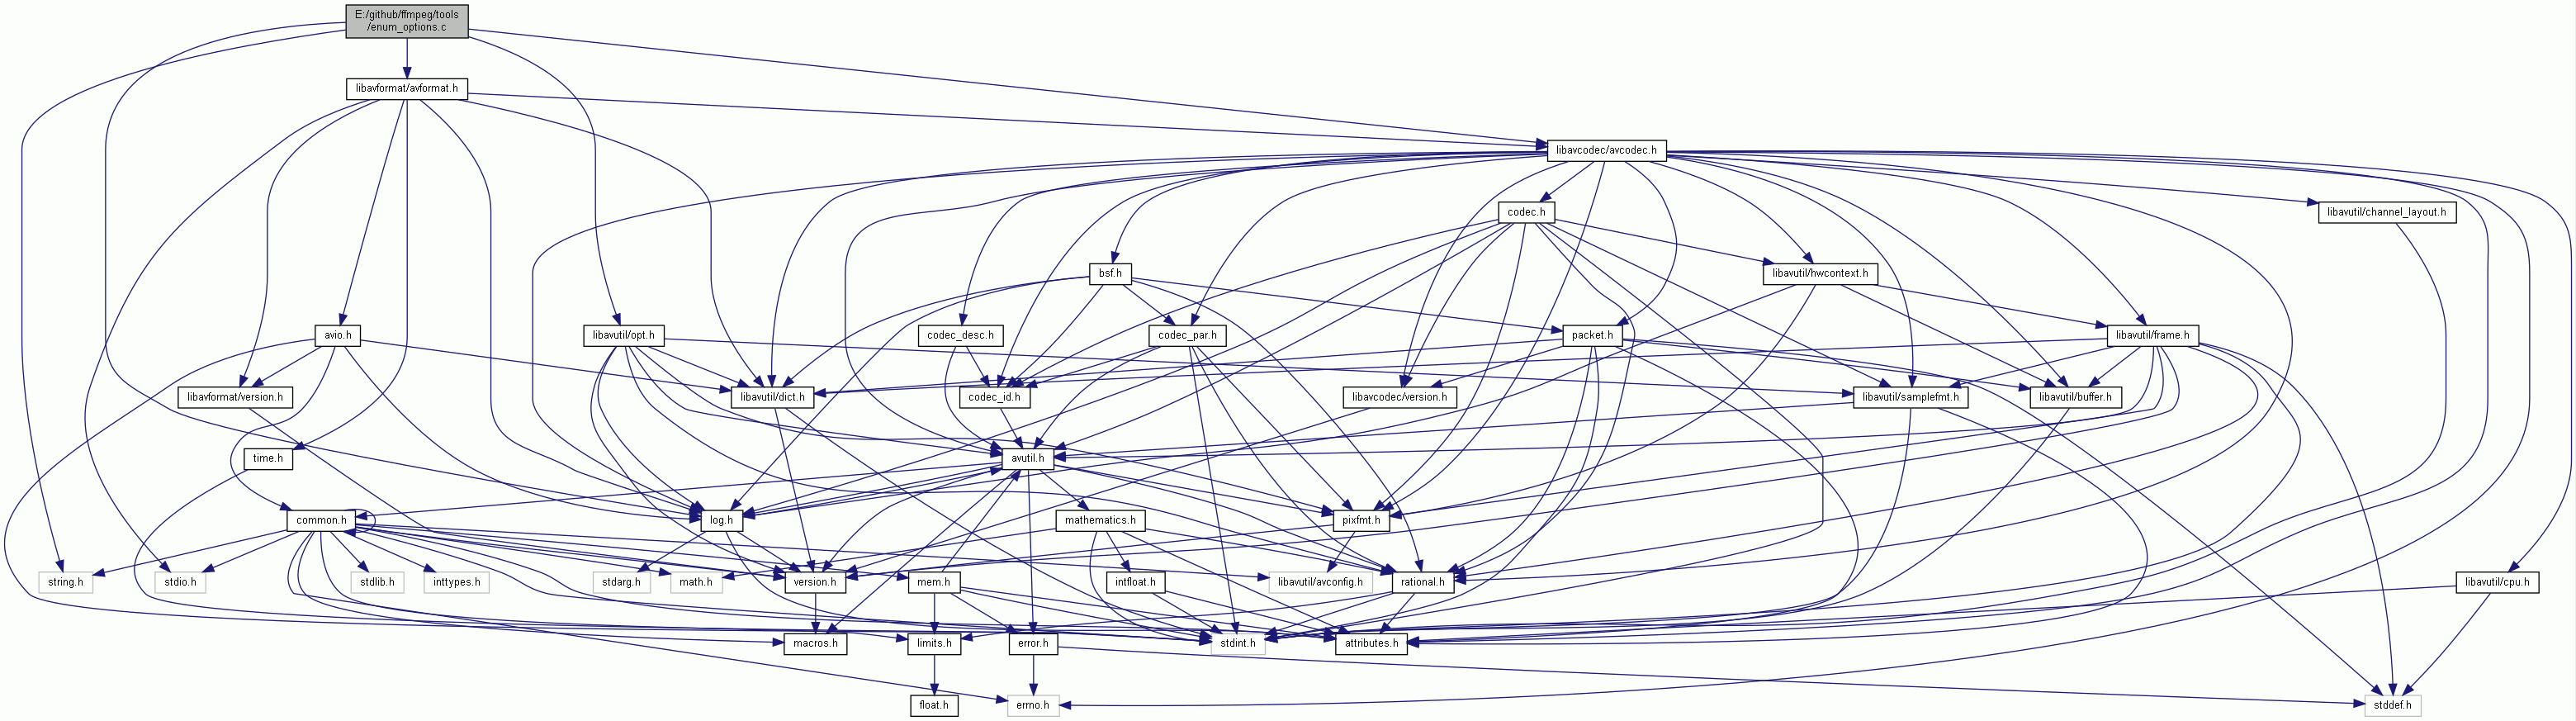 E:/github/ffmpeg/tools
/enum_options.c
libavformat/avformat.h
libavcodec/avcodec.h
codec.h
libavutil/channel_layout.h
bsf.h
libavutil/hwcontext.h
avio.h
libavutil/opt.h
codec_desc.h
codec_par.h
packet.h
libavutil/frame.h
libavformat/version.h
libavutil/dict.h
codec_id.h
libavcodec/version.h
libavutil/samplefmt.h
libavutil/buffer.h
time.h
avutil.h
common.h
log.h
mathematics.h
pixfmt.h
string.h
stdio.h
stdlib.h
inttypes.h
stdarg.h
math.h
version.h
mem.h
intfloat.h
libavutil/avconfig.h
rational.h
libavutil/cpu.h
macros.h
limits.h
error.h
stdint.h
attributes.h
float.h
errno.h
stddef.h